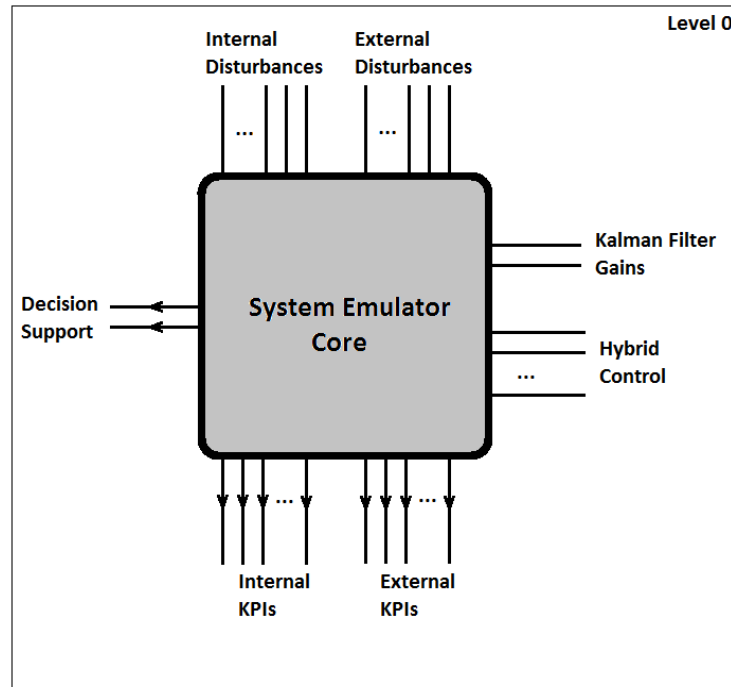 Level 0
Internal
Disturbances
External
Disturbances
...
...
Kalman Filter
Gains
Decision
Support
System Emulator
Core
Hybrid
Control
...
...
...
Internal
KPIs
External
KPIs